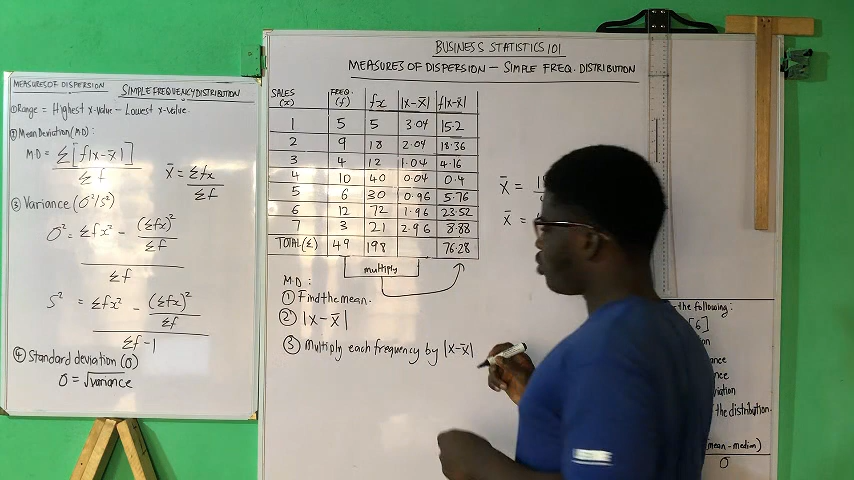 MEASURES OF DISPERSION SIMPLE FREQUENCY DISTRIBUTION
① Range = Highest x-value - Lowest x-value
② Mean Deviation (MD):
MD = Σ[f|x-x̄|] / Σf
x̄ = Σfx / Σf
③ Variance (σ²/s²)
σ² = Σfx² - (Σfx)² / Σf
Σf
s² = Σfx² - (Σfx)² / Σf
Σf-1
④ Standard deviation (σ)
σ = √variance
BUSINESS STATISTICS 101
MEASURES OF DISPERSION - SIMPLE FREQ. DISTRIBUTION
SALES (x) FREQ. (f) fx |x-x̄| f|x-x̄|
1 5 5 3.04 15.2
2 9 18 2.04 18.36
3 4 12 1.04 4.16
4 10 40 0.04 0.4
5 6 30 0.96 5.76
6 12 72 1.96 23.52
7 3 21 2.96 8.88
TOTAL (Σ) 49 198 76.28
multiply
M.D:
① Find the mean.
② |x-x̄|
③ Multiply each frequency by |x-x̄|
x̄ =
x̄ =
the following:
[6]
the distribution.
mean - median)
σ